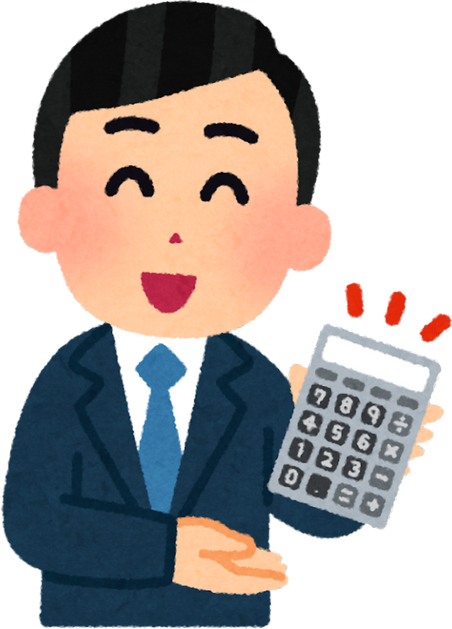 7 8 9 ÷
4 5 6 ×
1 2 3 -
0 . = +